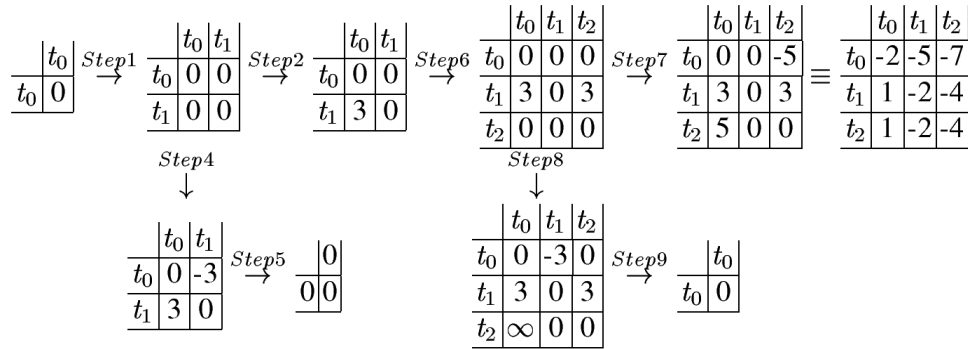 t₀ t₀ 0
Step1 →
t₀ t₁
t₀ 0 0
t₁ 0 0
Step2 →
t₀ t₁
t₀ 0 0
t₁ 3 0
Step6 →
t₀ t₁ t₂
t₀ 0 0 0
t₁ 3 0 3
t₂ 0 0 0
Step7 →
t₀ t₁ t₂
t₀ 0 0 -5
t₁ 3 0 3
t₂ 5 0 0
≡
t₀ t₁ t₂
t₀ -2 -5 -7
t₁ 1 -2 -4
t₂ 1 -2 -4
Step4 ↓
Step8 ↓
t₀ t₁
t₀ 0 -3
t₁ 3 0
Step5 →
0
0 0
t₀ t₁ t₂
t₀ 0 -3 0
t₁ 3 0 3
t₂ ∞ 0 0
Step9 →
t₀
t₀ 0